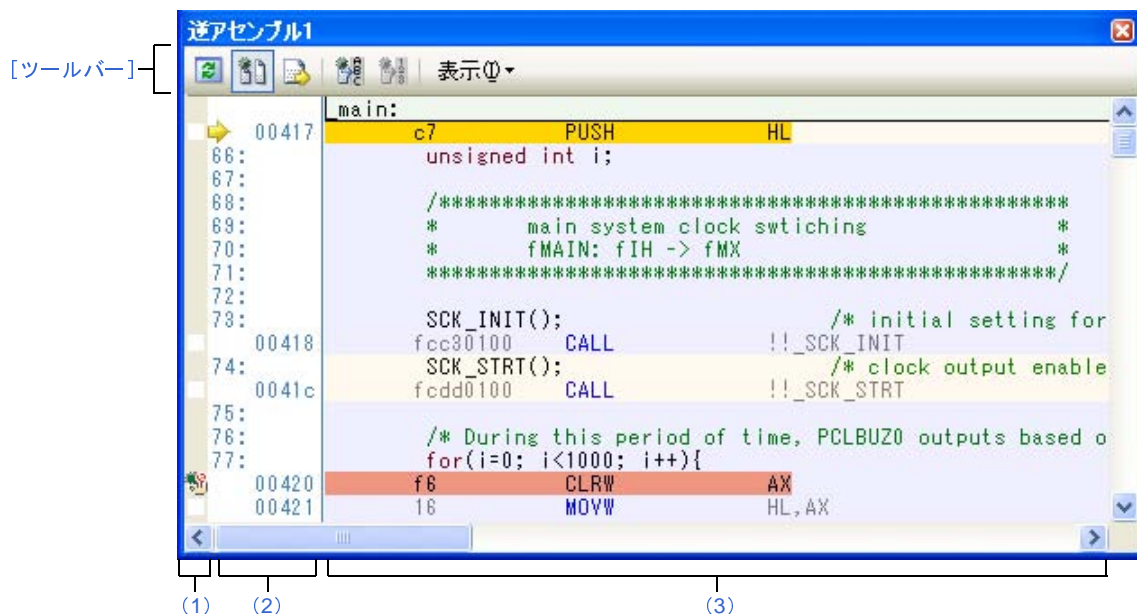 逆アセンブル1
[ツールバー]
表示(I)
_main:
00417 c7 PUSH HL
66: unsigned int i;
67:
68: /**************************************************
69: * main system clock swtiching *
70: * fMAIN: fIH -> fMX *
71: **************************************************/
72:
73: SCK_INIT(); /* initial setting for
00418 fcc30100 CALL !!_SCK_INIT
74: SCK_STRT(); /* clock output enable
0041c fcdd0100 CALL !!_SCK_STRT
75:
76: /* During this period of time, PCLBUZ0 outputs based o
77: for(i=0; i<1000; i++){
00420 f6 CLRW AX
00421 16 MOVW HL,AX
(1) (2) (3)